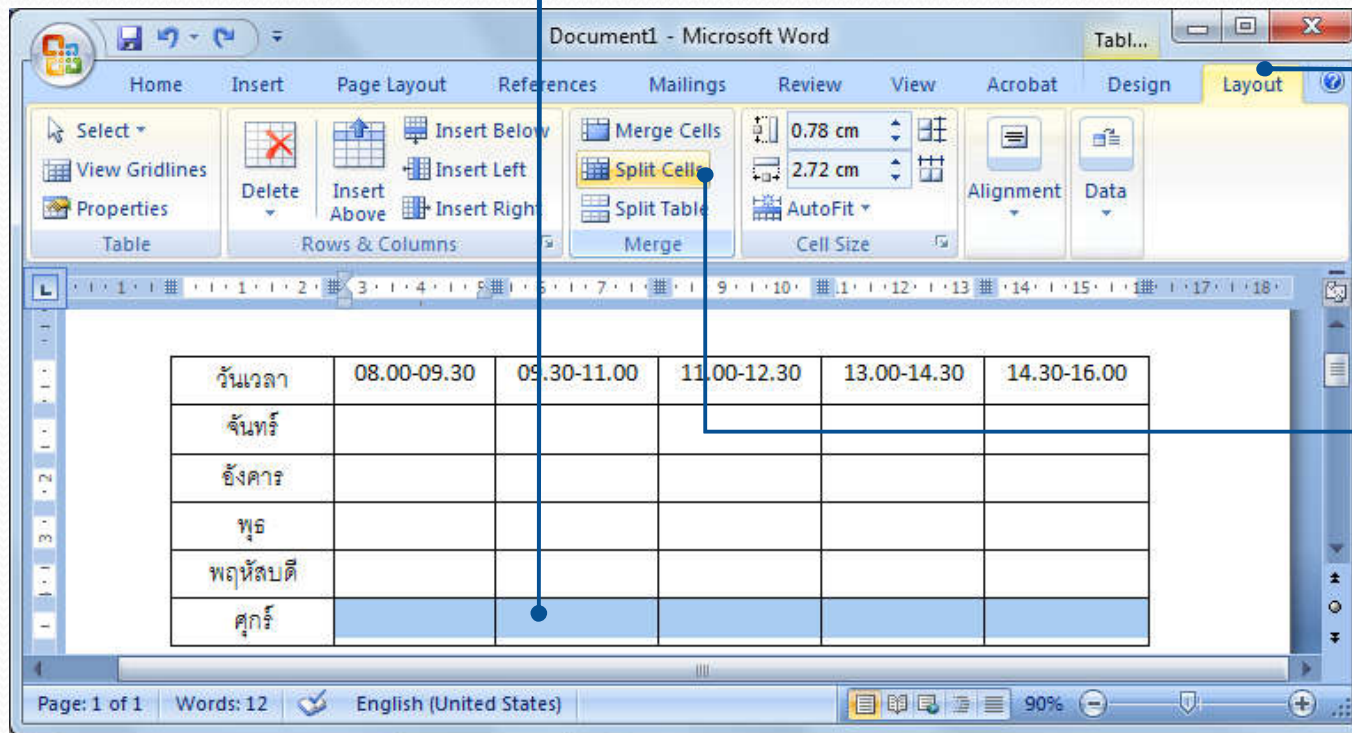 Document1 - Microsoft Word
Tabl...
Home Insert Page Layout References Mailings Review View Acrobat Design Layout
Select
View Gridlines
Properties
Table
Delete
Insert Above
Insert Below
Insert Left
Insert Right
Rows & Columns
Merge Cells
Split Cells
Split Table
Merge
0.78 cm
2.72 cm
AutoFit
Cell Size
Alignment
Data
วันเวลา 08.00-09.30 09.30-11.00 11.00-12.30 13.00-14.30 14.30-16.00
จันทร์
อังคาร
พุธ
พฤหัสบดี
ศุกร์
Page: 1 of 1 Words: 12 English (United States) 90%